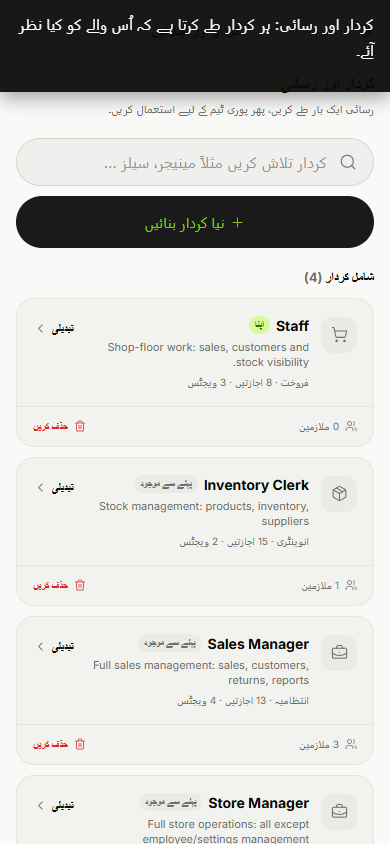 کردار اور رسائی: ہر کردار طے کرتا ہے کہ اُس والے کو کیا نظر
آئے۔
کردار اور رسائی
رسائی ایک بار طے کریں، پھر پوری ٹیم کے لیے استعمال کریں۔
کردار تلاش کریں مثلاً مینیجر، سیلز ...
+ نیا کردار بنائیں
شامل کردار (4)
Staff اپنا
تبدیلی
Shop-floor work: sales, customers and
stock visibility.
فروخت · 8 اجازتیں · 3 ویجٹس
0 ملازمین
حذف کریں
Inventory Clerk پہلے سے موجود
تبدیلی
Stock management: products, inventory,
suppliers
انوینٹری · 15 اجازتیں · 2 ویجٹس
1 ملازمین
حذف کریں
Sales Manager پہلے سے موجود
تبدیلی
Full sales management: sales, customers,
returns, reports
انتظامیہ · 13 اجازتیں · 4 ویجٹس
3 ملازمین
حذف کریں
Store Manager پہلے سے موجود
تبدیلی
Full store operations: all except
employee/settings management